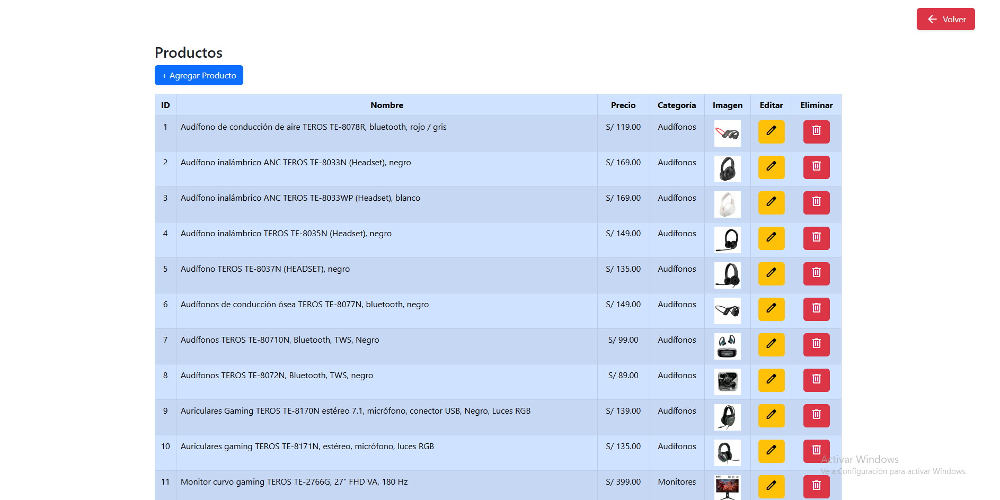 Volver
Productos
+ Agregar Producto
ID Nombre Precio Categoría Imagen Editar Eliminar
1 Audífono de conducción de aire TEROS TE-8078R, bluetooth, rojo / gris S/ 119.00 Audífonos
2 Audífono inalámbrico ANC TEROS TE-8033N (Headset), negro S/ 169.00 Audífonos
3 Audífono inalámbrico ANC TEROS TE-8033WP (Headset), blanco S/ 169.00 Audífonos
4 Audífono inalámbrico TEROS TE-8035N (Headset), negro S/ 149.00 Audífonos
5 Audífono TEROS TE-8037N (HEADSET), negro S/ 135.00 Audífonos
6 Audífonos de conducción ósea TEROS TE-8077N, bluetooth, negro S/ 149.00 Audífonos
7 Audífonos TEROS TE-80710N, Bluetooth, TWS, Negro S/ 99.00 Audífonos
8 Audífonos TEROS TE-8072N, Bluetooth, TWS, negro S/ 89.00 Audífonos
9 Auriculares Gaming TEROS TE-8170N estéreo 7.1, micrófono, conector USB, Negro, Luces RGB S/ 139.00 Audífonos
10 Auriculares gaming TEROS TE-8171N, estéreo, micrófono, luces RGB S/ 135.00 Audífonos
11 Monitor curvo gaming TEROS TE-2766G, 27″ FHD VA, 180 Hz S/ 399.00 Monitores
Activar Windows
Ve a Configuración para activar Windows.